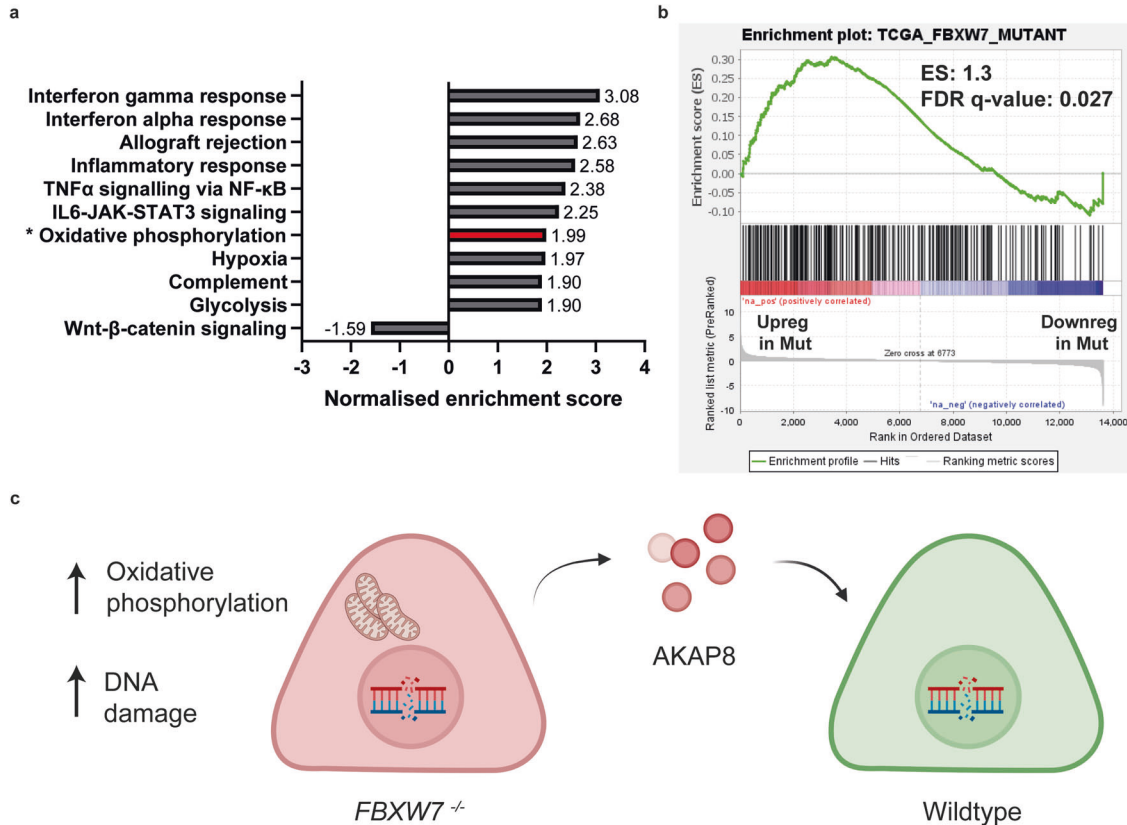 a
Interferon gamma response
3.08
Interferon alpha response
2.68
Allograft rejection
2.63
Inflammatory response
2.58
TNFα signalling via NF-κB
2.38
IL6-JAK-STAT3 signaling
2.25
* Oxidative phosphorylation
1.99
Hypoxia
1.97
Complement
1.90
Glycolysis
1.90
Wnt-β-catenin signaling
-1.59
-3 -2 -1 0 1 2 3 4
Normalised enrichment score
b
Enrichment plot: TCGA_FBXW7_MUTANT
ES: 1.3
FDR q-value: 0.027
Enrichment score (ES)
0.30
0.25
0.20
0.15
0.10
0.05
0.00
-0.05
-0.10
'na_pos' (positively correlated)
Ranked list metric (PreRanked)
10
5
0
-5
-10
Upreg
in Mut
Downreg
in Mut
Zero cross at 6773
'na_neg' (negatively correlated)
0 2,000 4,000 6,000 8,000 10,000 12,000 14,000
Rank in Ordered Dataset
Enrichment profile Hits Ranking metric scores
c
Oxidative
phosphorylation
DNA
damage
FBXW7 -/-
AKAP8
Wildtype